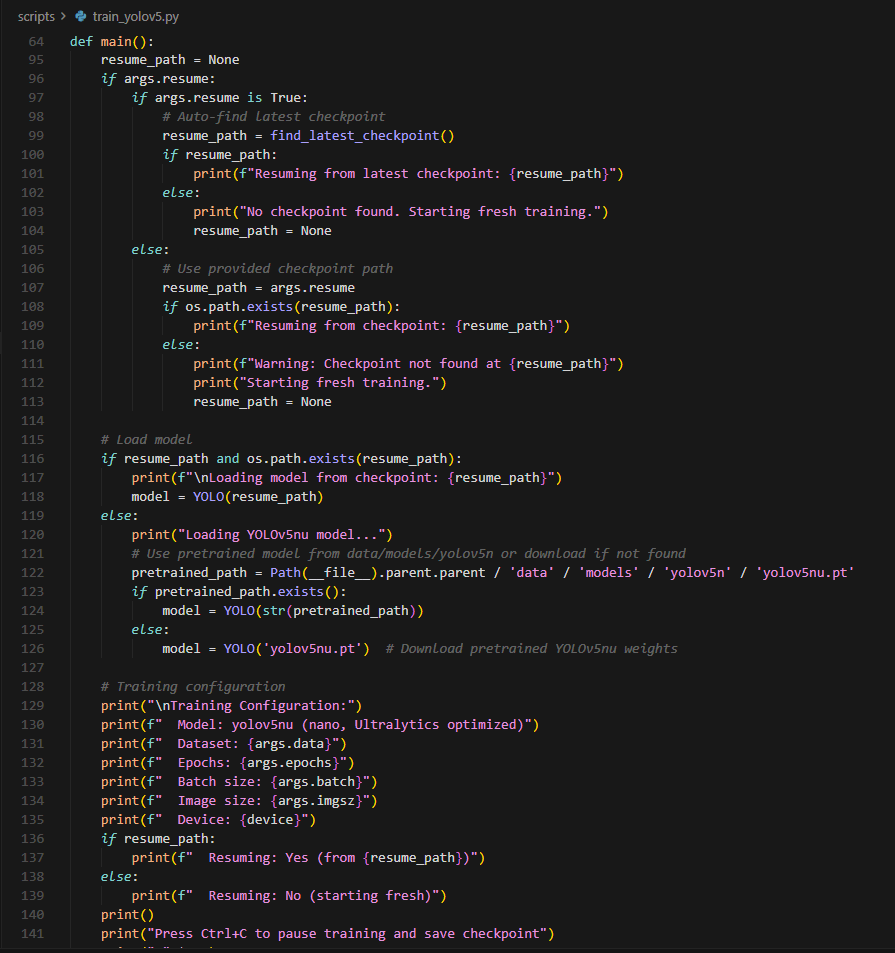 scripts > train_yolov5.py
64 def main():
95     resume_path = None
96     if args.resume:
97         if args.resume is True:
98             # Auto-find latest checkpoint
99             resume_path = find_latest_checkpoint()
100             if resume_path:
101                 print(f"Resuming from latest checkpoint: {resume_path}")
102             else:
103                 print("No checkpoint found. Starting fresh training.")
104                 resume_path = None
105         else:
106             # Use provided checkpoint path
107             resume_path = args.resume
108             if os.path.exists(resume_path):
109                 print(f"Resuming from checkpoint: {resume_path}")
110             else:
111                 print(f"Warning: Checkpoint not found at {resume_path}")
112                 print("Starting fresh training.")
113                 resume_path = None
114
115     # Load model
116     if resume_path and os.path.exists(resume_path):
117         print(f"\nLoading model from checkpoint: {resume_path}")
118         model = YOLO(resume_path)
119     else:
120         print("Loading YOLOv5nu model...")
121         # Use pretrained model from data/models/yolov5n or download if not found
122         pretrained_path = Path(__file__).parent.parent / 'data' / 'models' / 'yolov5n' / 'yolov5nu.pt'
123         if pretrained_path.exists():
124             model = YOLO(str(pretrained_path))
125         else:
126             model = YOLO('yolov5nu.pt')  # Download pretrained YOLOv5nu weights
127
128     # Training configuration
129     print("\nTraining Configuration:")
130     print(f"  Model: yolov5nu (nano, Ultralytics optimized)")
131     print(f"  Dataset: {args.data}")
132     print(f"  Epochs: {args.epochs}")
133     print(f"  Batch size: {args.batch}")
134     print(f"  Image size: {args.imgsz}")
135     print(f"  Device: {device}")
136     if resume_path:
137         print(f"  Resuming: Yes (from {resume_path})")
138     else:
139         print(f"  Resuming: No (starting fresh)")
140     print()
141     print("Press Ctrl+C to pause training and save checkpoint")